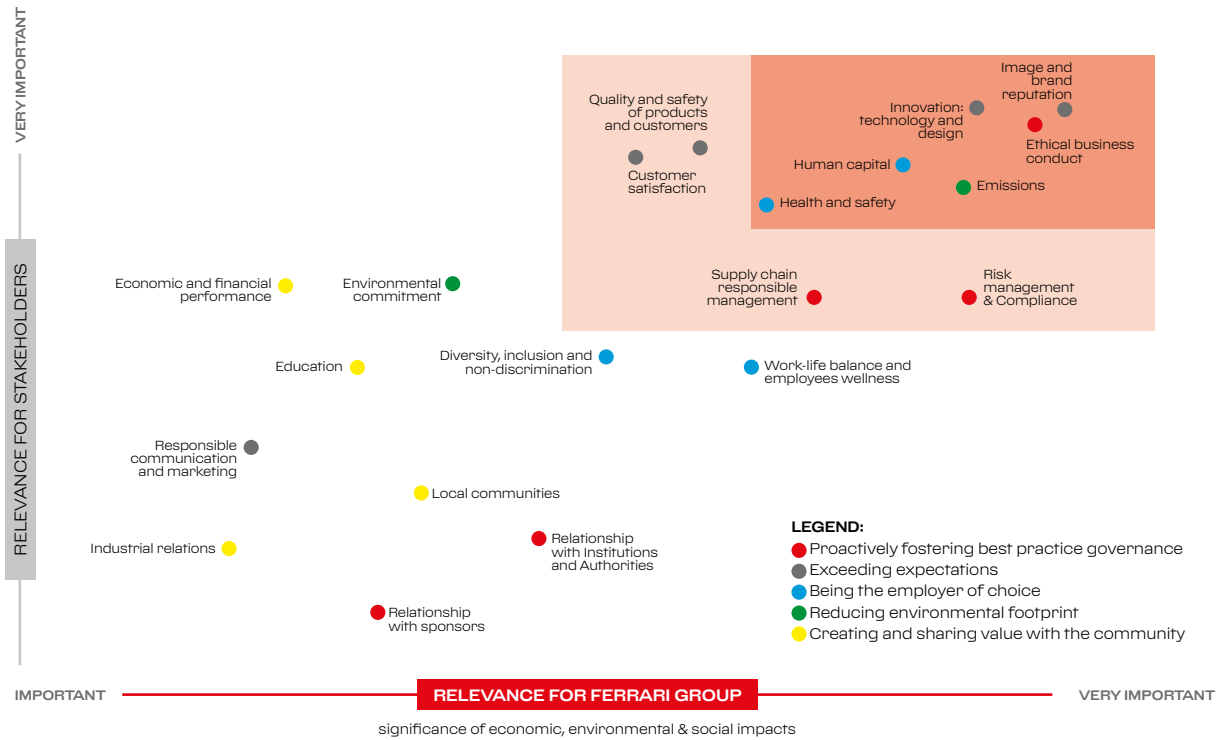 VERY IMPORTANT
RELEVANCE FOR STAKEHOLDERS
Image and
brand
reputation
Quality and safety
of products
and customers
Innovation:
technology and
design
Ethical business
conduct
Human capital
Customer
satisfaction
Emissions
Health and safety
Economic and financial
performance
Environmental
commitment
Supply chain
responsible
management
Risk
management
& Compliance
Education
Diversity, inclusion and
non-discrimination
Work-life balance and
employees wellness
Responsible
communication
and marketing
Local communities
Industrial relations
Relationship
with Institutions
and Authorities
Relationship
with sponsors
LEGEND:
Proactively fostering best practice governance
Exceeding expectations
Being the employer of choice
Reducing environmental footprint
Creating and sharing value with the community
IMPORTANT
RELEVANCE FOR FERRARI GROUP
VERY IMPORTANT
significance of economic, environmental & social impacts